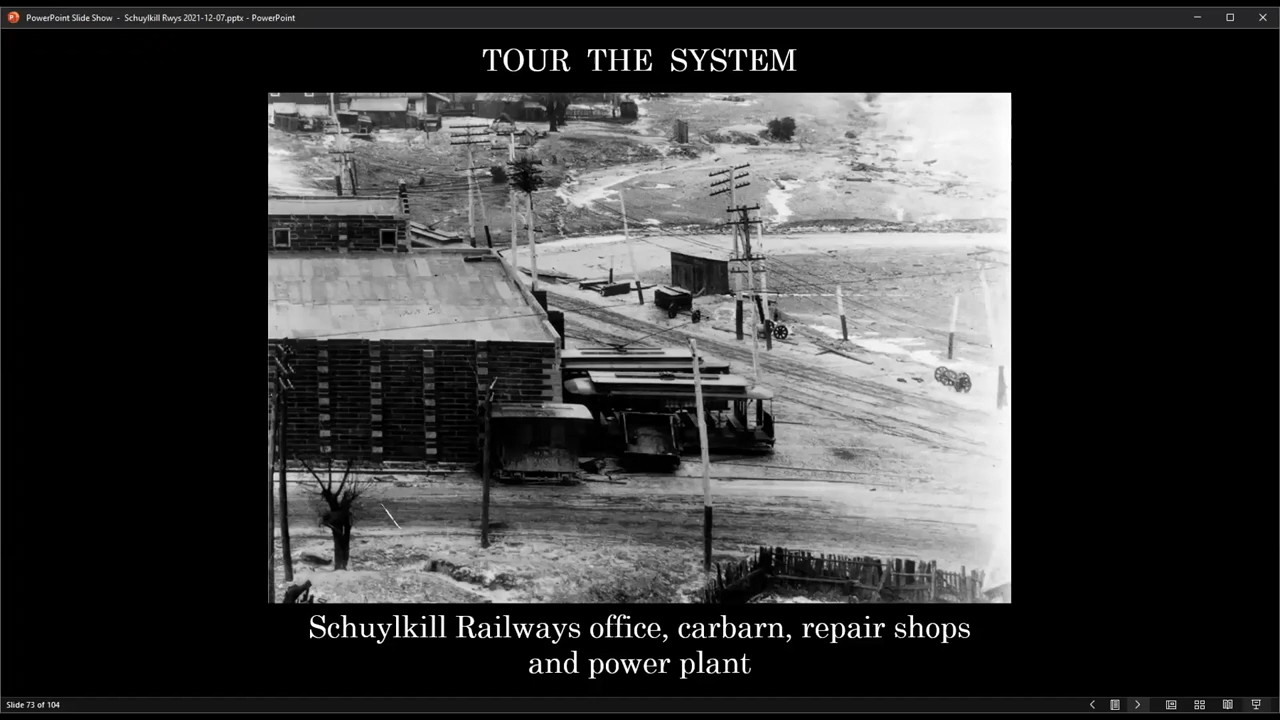 PowerPoint Slide Show - Schuylkill Rwys 2021-12-07.pptx - PowerPoint
TOUR THE SYSTEM
Schuylkill Railways office, carbarn, repair shops
and power plant
Slide 73 of 104